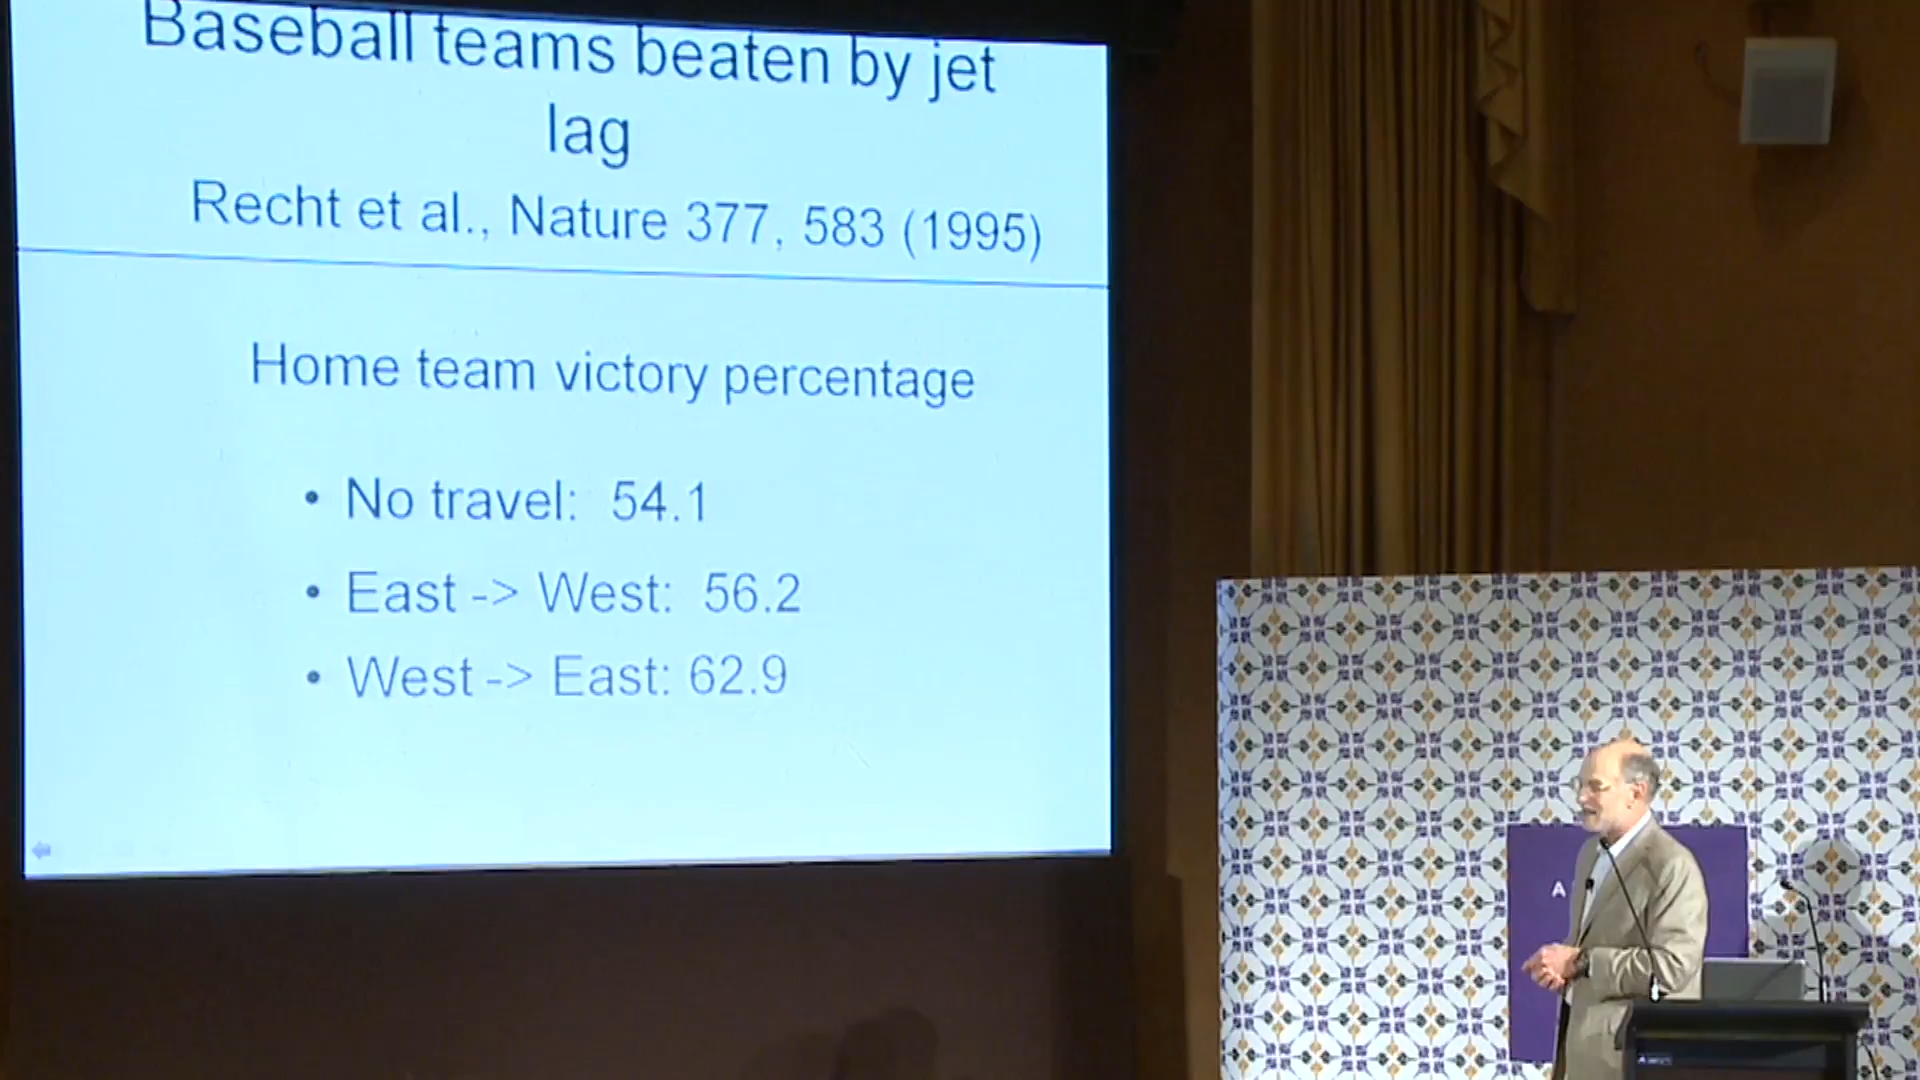 Baseball teams beaten by jet
lag
Recht et al., Nature 377, 583 (1995)
Home team victory percentage
• No travel: 54.1
• East -> West: 56.2
• West -> East: 62.9
A